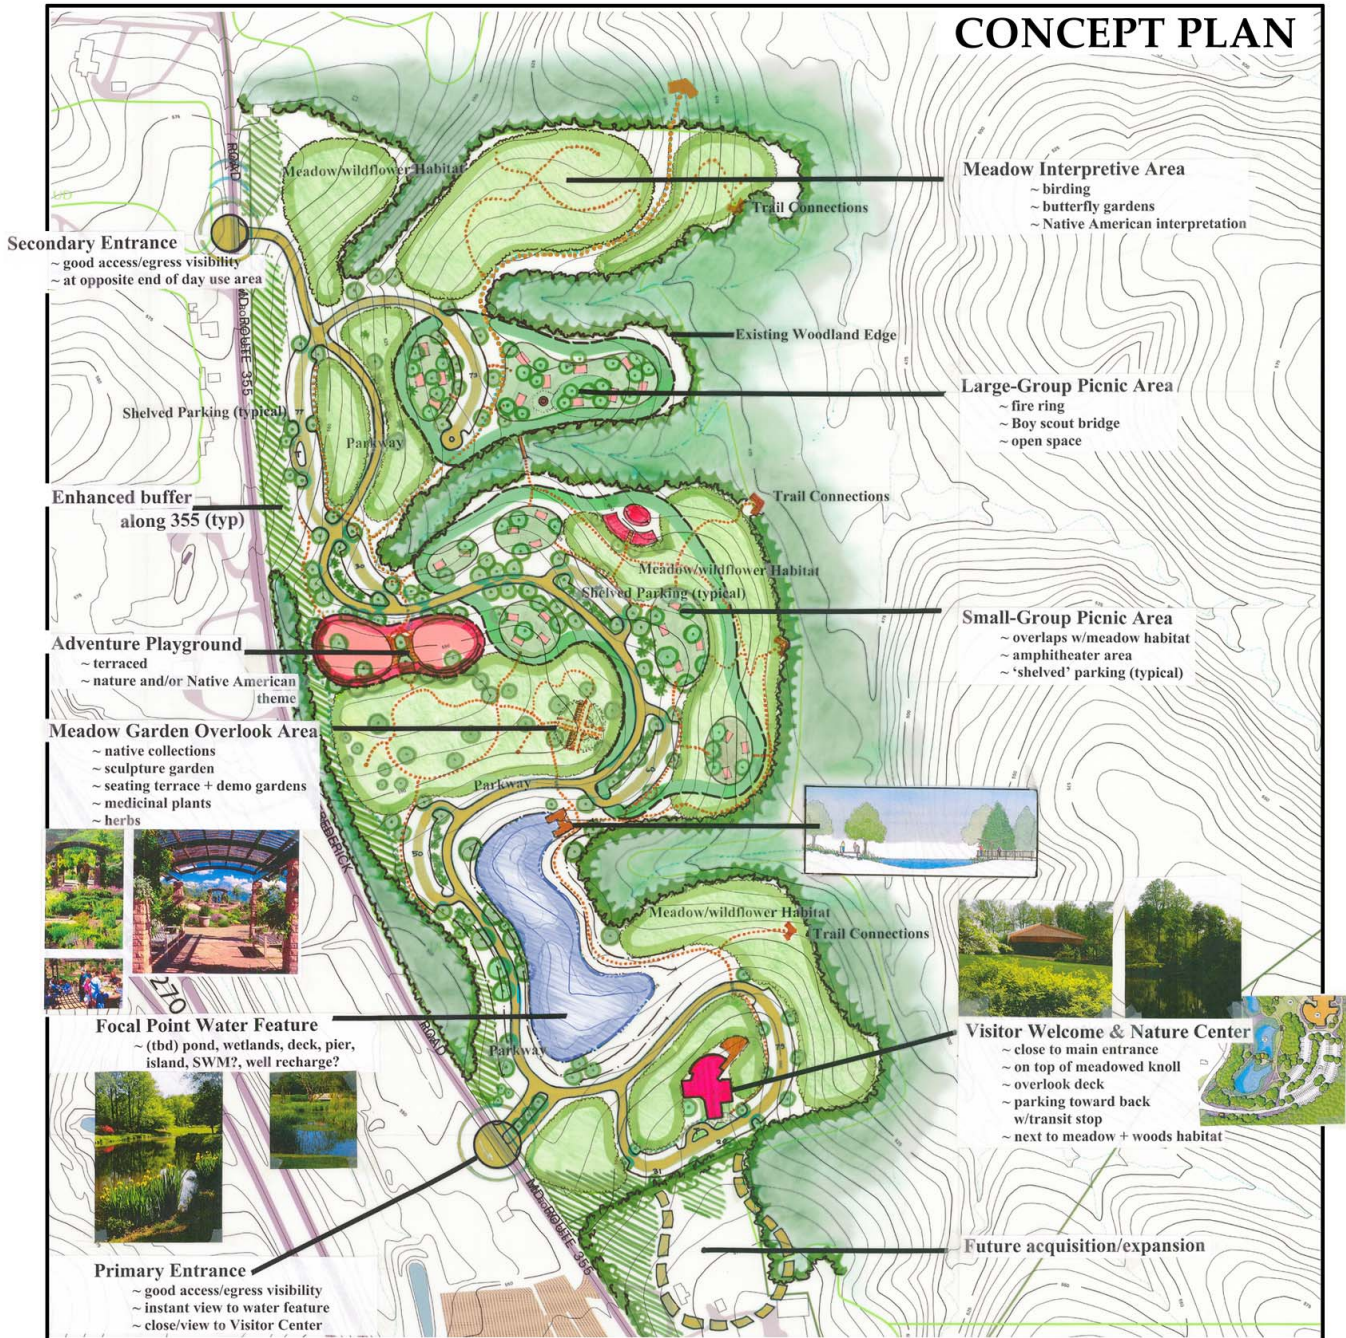 CONCEPT PLAN
Meadow/wildflower Habitat
Meadow Interpretive Area
~ birding
~ butterfly gardens
~ Native American interpretation
Trail Connections
ROAD
Secondary Entrance
~ good access/egress visibility
~ at opposite end of day use area
MD. ROUTE 355
Existing Woodland Edge
Large-Group Picnic Area
~ fire ring
~ Boy scout bridge
~ open space
Shelved Parking (typical)
Parkway
Enhanced buffer
along 355 (typ)
Trail Connections
Meadow/wildflower Habitat
Shelved Parking (typical)
Small-Group Picnic Area
~ overlaps w/meadow habitat
~ amphitheater area
~ ‘shelved’ parking (typical)
Adventure Playground
~ terraced
~ nature and/or Native American
theme
Meadow Garden Overlook Area
~ native collections
~ sculpture garden
~ seating terrace + demo gardens
~ medicinal plants
~ herbs
Parkway
50
Meadow/wildflower Habitat
Trail Connections
270
ROAD
Focal Point Water Feature
~ (tbd) pond, wetlands, deck, pier,
island, SWM?, well recharge?
Parkway
Visitor Welcome & Nature Center
~ close to main entrance
~ on top of meadowed knoll
~ overlook deck
~ parking toward back
w/transit stop
~ next to meadow + woods habitat
MD. ROUTE 355
Future acquisition/expansion
Primary Entrance
~ good access/egress visibility
~ instant view to water feature
~ close/view to Visitor Center